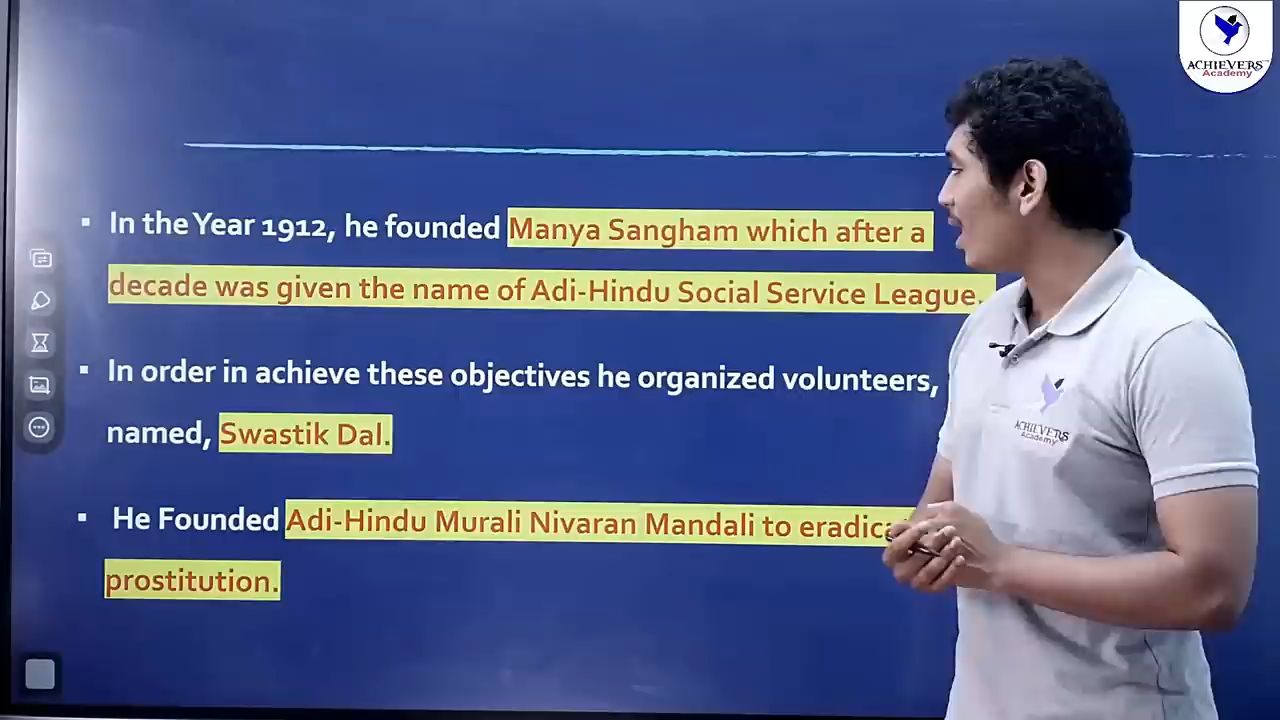 ACHIEVERS
Academy
In the Year 1912, he founded Manya Sangham which after a
decade was given the name of Adi-Hindu Social Service League.
In order in achieve these objectives he organized volunteers,
named, Swastik Dal.
He Founded Adi-Hindu Murali Nivaran Mandali to
prostitution.
ACHIEVERS
Academy